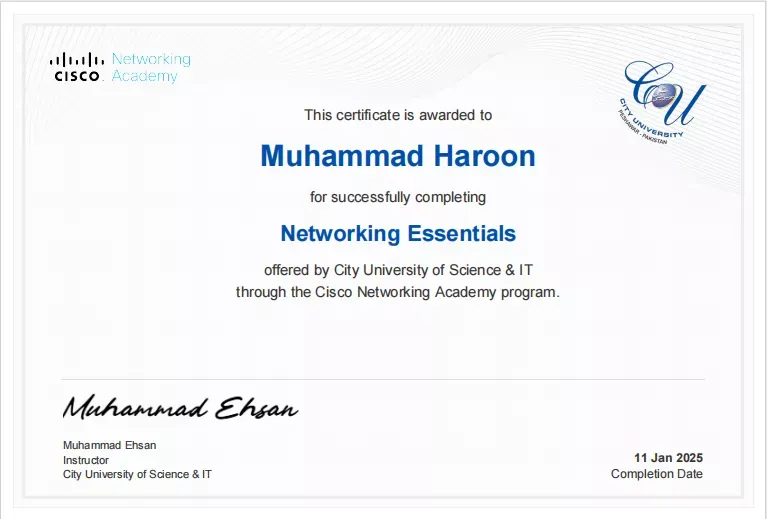 Networking
CISCO Academy
CITY UNIVERSITY
PESHAWAR - PAKISTAN
This certificate is awarded to
Muhammad Haroon
for successfully completing
Networking Essentials
offered by City University of Science & IT
through the Cisco Networking Academy program.
Muhammad Ehsan
Muhammad Ehsan
Instructor
City University of Science & IT
11 Jan 2025
Completion Date